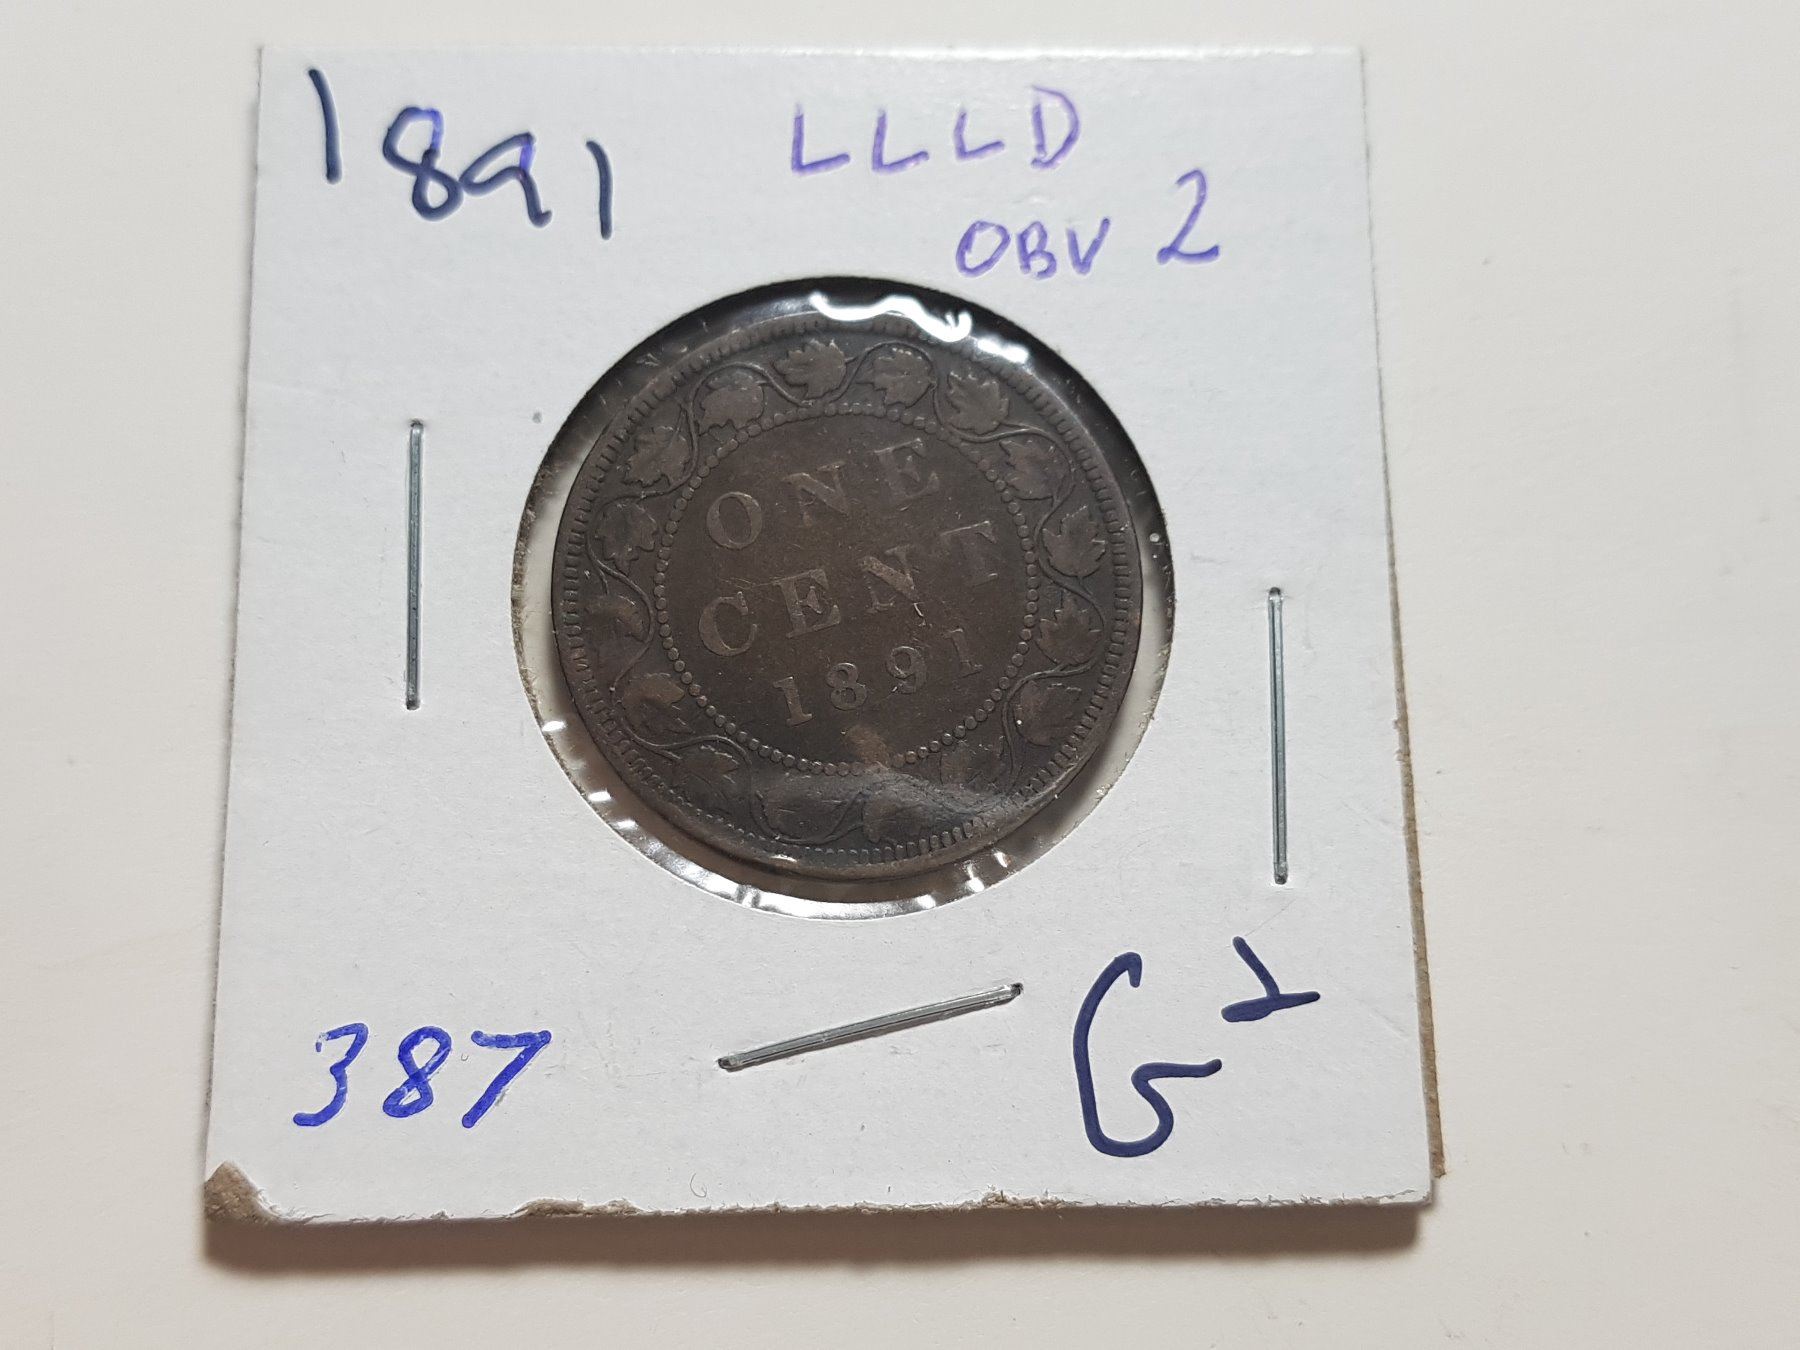 1891
LLLD
OBV 2
ONE
CENT
1891
387
G+